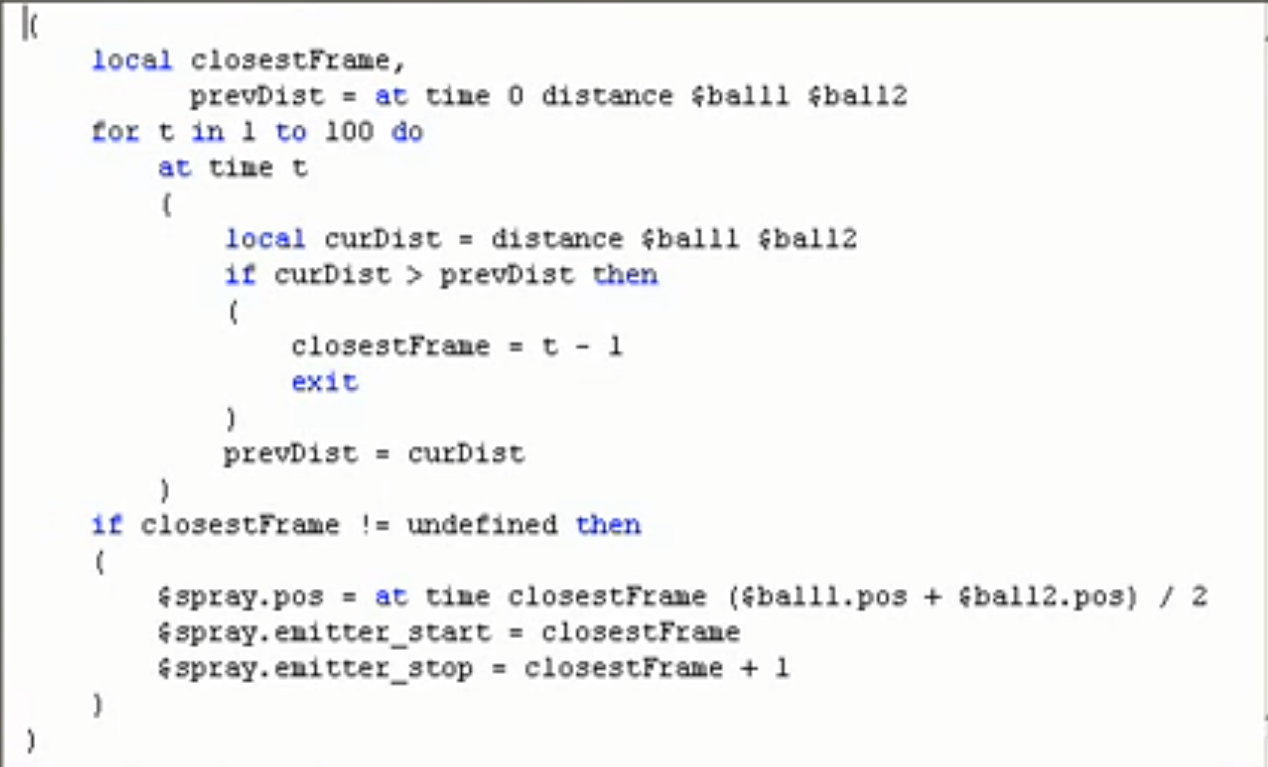 (
local closestFrame,
prevDist = at time 0 distance $ball1 $ball2
for t in 1 to 100 do
at time t
(
local curDist = distance $ball1 $ball2
if curDist > prevDist then
(
closestFrame = t - 1
exit
)
prevDist = curDist
)
if closestFrame != undefined then
(
$spray.pos = at time closestFrame ($ball1.pos + $ball2.pos) / 2
$spray.emitter_start = closestFrame
$spray.emitter_stop = closestFrame + 1
)
)